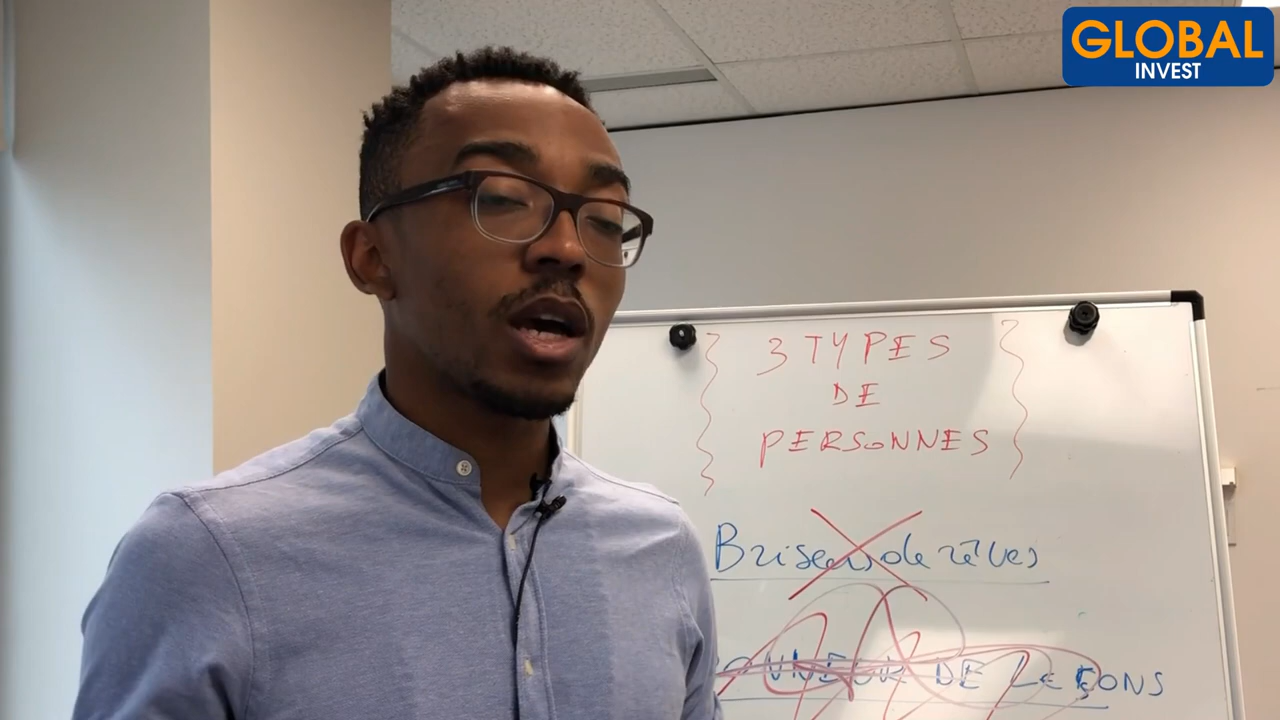 GLOBAL
INVEST
3 TYPES
DE
PERSONNES
Briseurs de rêves
DONNEUR DE LEÇONS